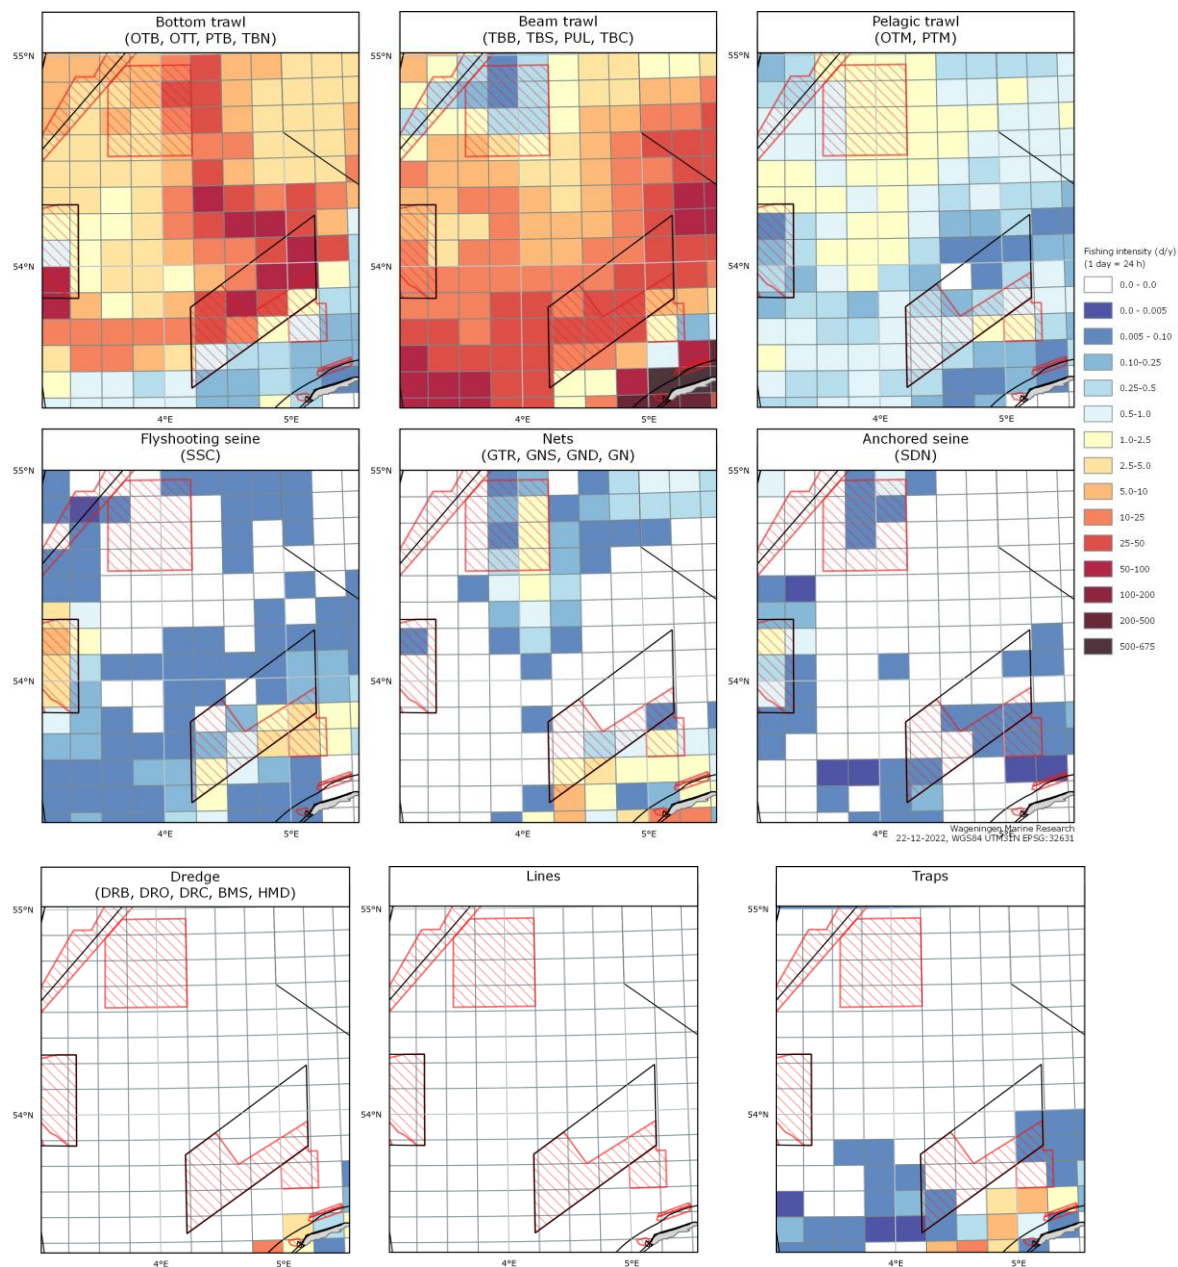 Bottom trawl
(OTB, OTT, PTB, TBN)
Beam trawl
(TBB, TBS, PUL, TBC)
Pelagic trawl
(OTM, PTM)
55°N
55°N
55°N
54°N
54°N
54°N
4°E
5°E
4°E
5°E
4°E
5°E
Fishing intensity (d/y)
(1 day = 24 h)
0.0 - 0.0
0.0 - 0.005
0.005 - 0.10
0.10-0.25
0.25-0.5
0.5-1.0
1.0-2.5
2.5-5.0
5.0-10
10-25
25-50
50-100
100-200
200-500
500-675
Flyshooting seine
(SSC)
Nets
(GTR, GNS, GND, GN)
Anchored seine
(SDN)
55°N
55°N
55°N
54°N
54°N
54°N
4°E
5°E
4°E
5°E
4°E
5°E
Wageningen Marine Research
22-12-2022, WGS84 UTM31N EPSG:32631
Dredge
(DRB, DRO, DRC, BMS, HMD)
Lines
Traps
55°N
55°N
55°N
54°N
54°N
54°N
4°E
5°E
4°E
5°E
4°E
5°E